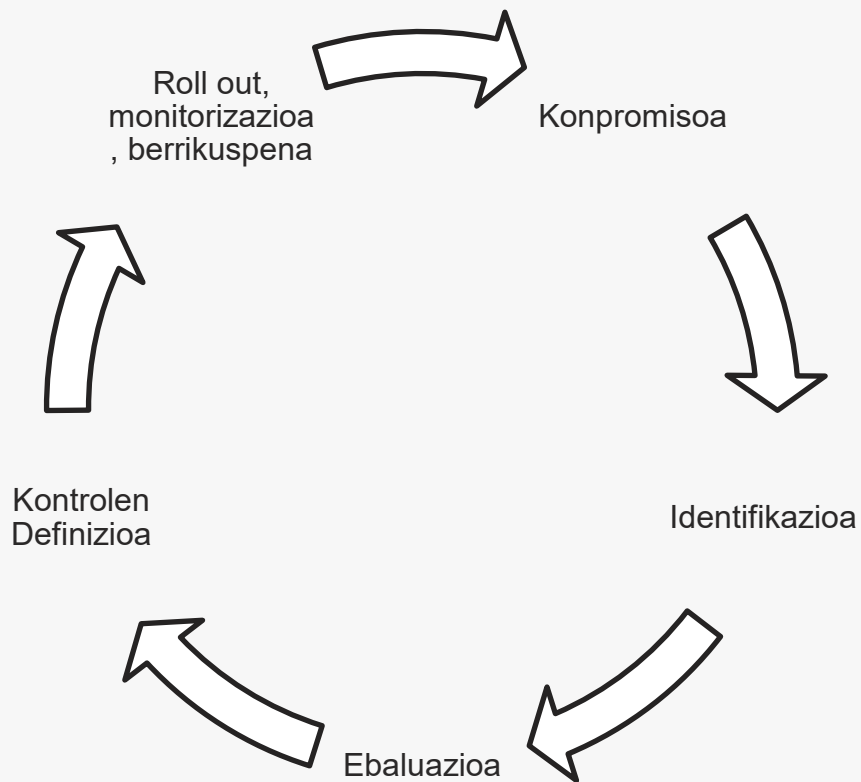 Roll out,
monitorizazioa
, berrikuspena
Konpromisoa
Identifikazioa
Ebaluazioa
Kontrolen
Definizioa